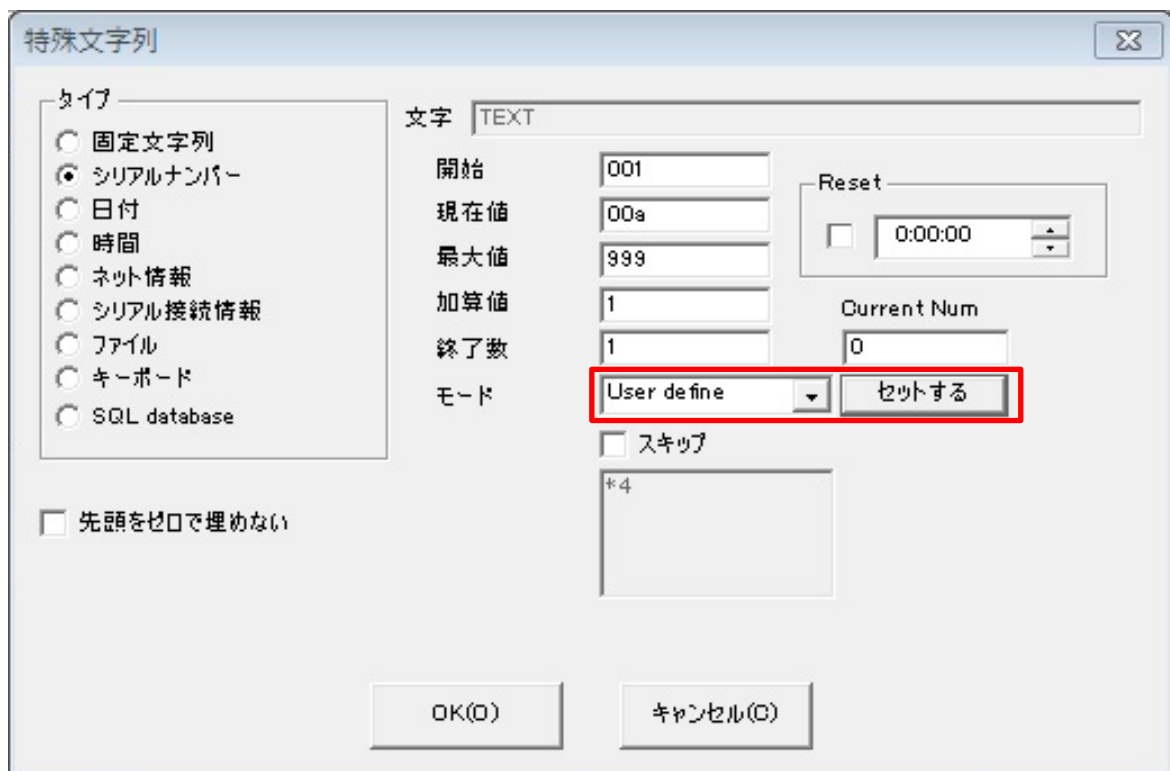 特殊文字列
タイプ
固定文字列
シリアルナンバー
日付
時間
ネット情報
シリアル接続情報
ファイル
キーボード
SQL database
先頭をゼロで埋めない
文字 TEXT
開始 001
現在値 00a
最大値 999
加算値 1
終了数 1
モード User define セットする
Reset
0:00:00
Current Num
0
スキップ
*4
OK(O) キャンセル(C)